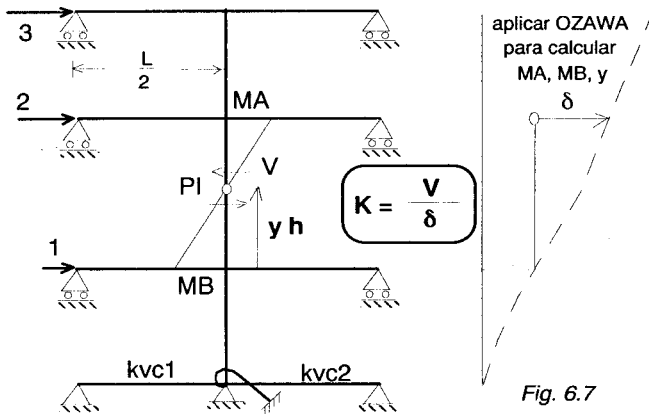 3
L
2
2
MA
V
PI
K = V
δ
y h
1
MB
kvc1
kvc2
aplicar OZAWA
para calcular
MA, MB, y
δ
Fig. 6.7